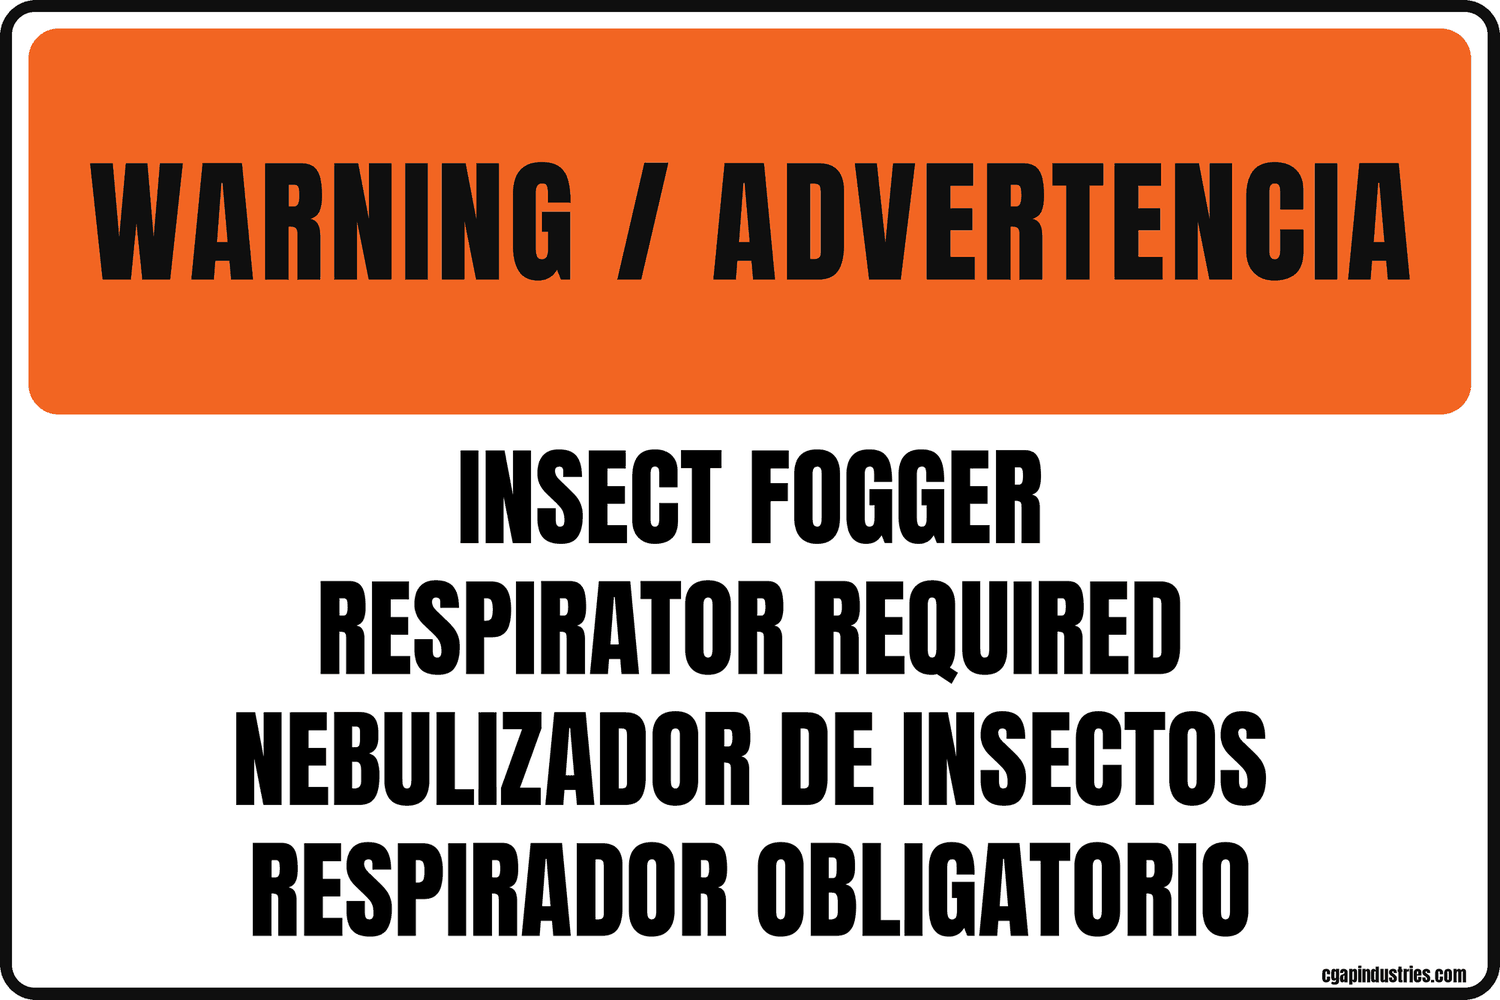 WARNING / ADVERTENCIA
INSECT FOGGER
RESPIRATOR REQUIRED
NEBULIZADOR DE INSECTOS
RESPIRADOR OBLIGATORIO
cgapindustries.com